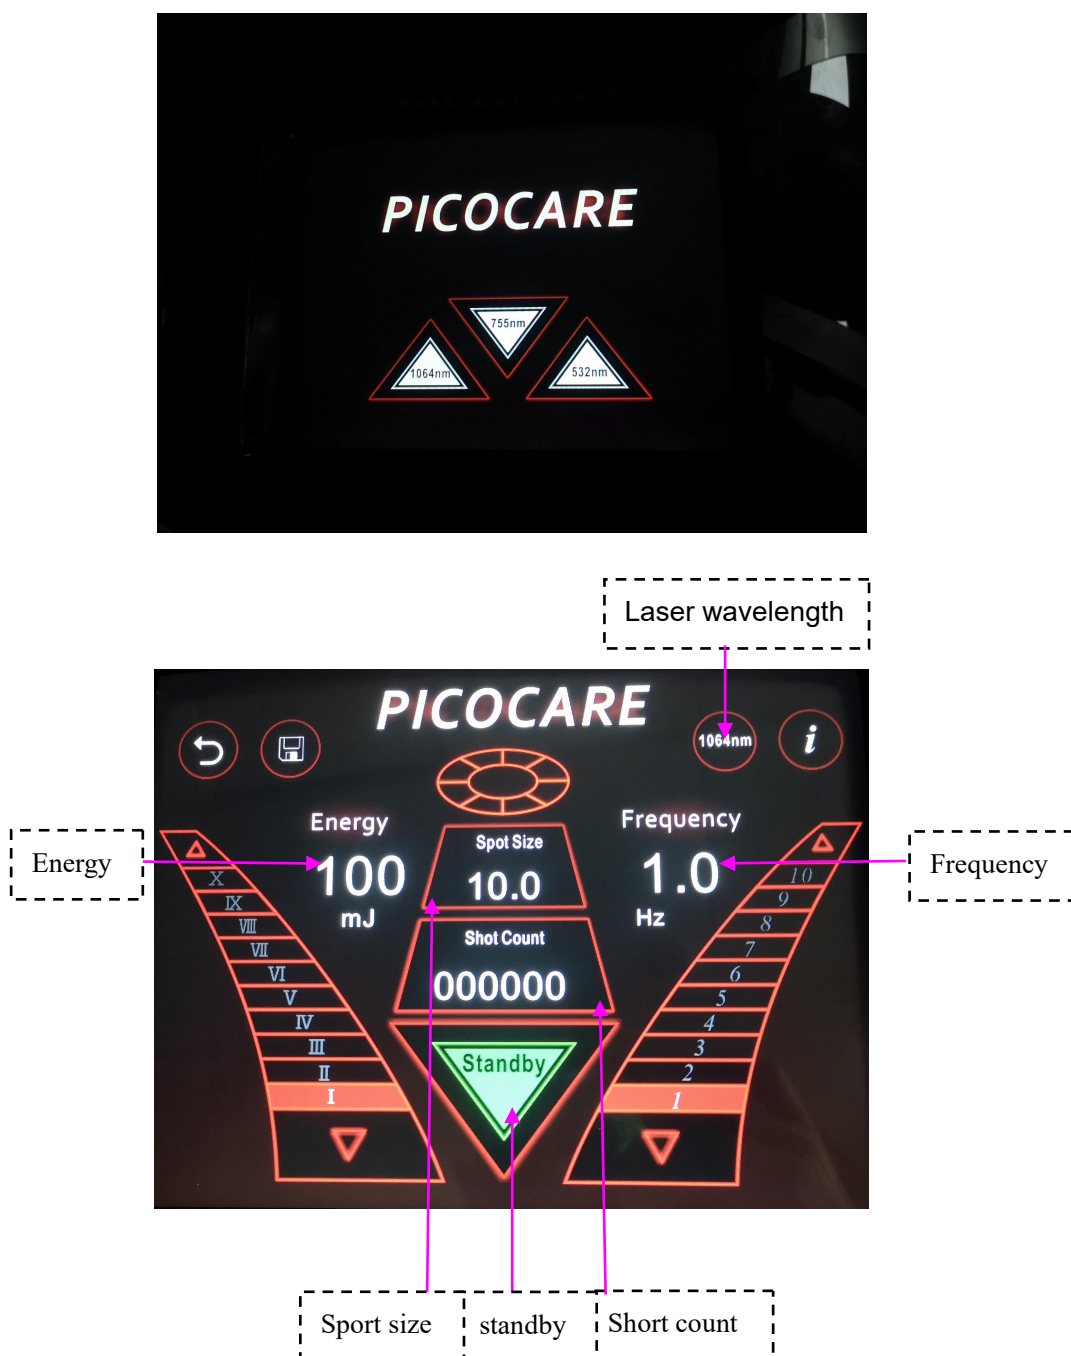 PICOCARE
755nm
1064nm
532nm
Laser wavelength
PICOCARE
1064nm
i
Energy
Frequency
Spot Size
Energy
100
10.0
1.0
Frequency
mJ
Hz
Shot Count
000000
X
IX
VIII
VII
VI
V
IV
III
II
I
10
9
8
7
6
5
4
3
2
1
Standby
Sport size
standby
Short count